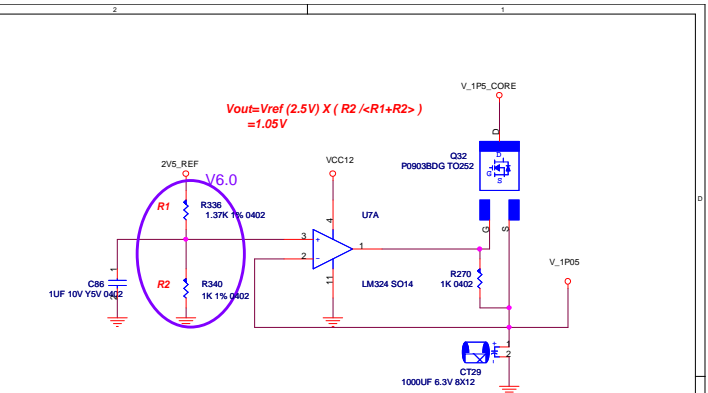 2
1
V_1P5_CORE
Vout=Vref (2.5V) X ( R2 /<R1+R2> )
=1.05V
D
Q32
P0903BDG TO252
D
G
S
2V5_REF
VCC12
V6.0
R1
R336
1.37K 1% 0402
4
U7A
D
G
S
3
+
1
2
-
V_1P05
C86
1UF 10V Y5V 0402
1
R2
R340
1K 1% 0402
11
LM324 SO14
R270
1K 0402
1
2
CT29
1000UF 6.3V 8X12